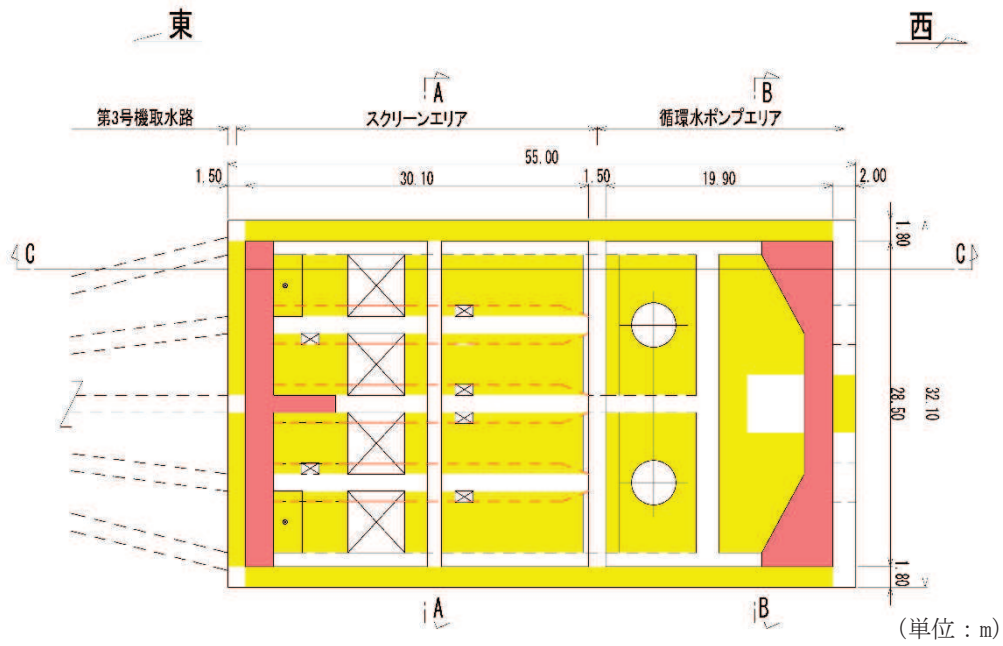 東
西
A
B
第3号機取水路
スクリーンエリア
循環水ポンプエリア
55.00
1.50
30.10
1.50
19.90
2.00
1.80
C
C
28.50
32.10
1.80
A
B
(単位：m)